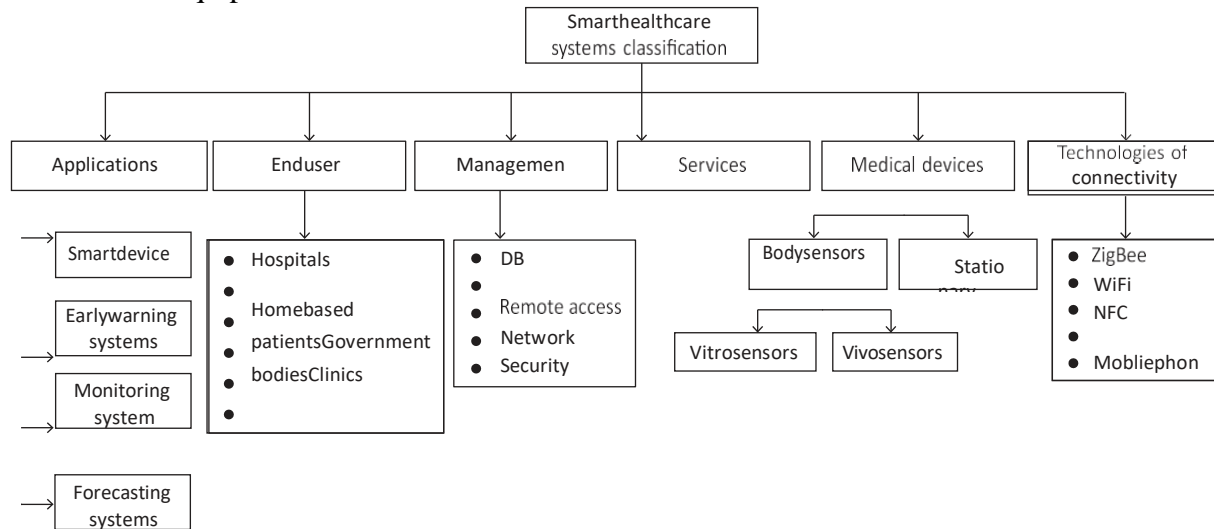 Smarthealthcare
systems classification
Applications
Enduser
Managemen
Services
Medical devices
Technologies of
connectivity
Smartdevice
Earlywarning
systems
Monitoring
system
Forecasting
systems
Hospitals
Homebased
patientsGovernment
bodiesClinics
DB
Remote access
Network
Security
Bodysensors
Statio
Vitrosensors
Vivosensors
ZigBee
WiFi
NFC
Mobliephon